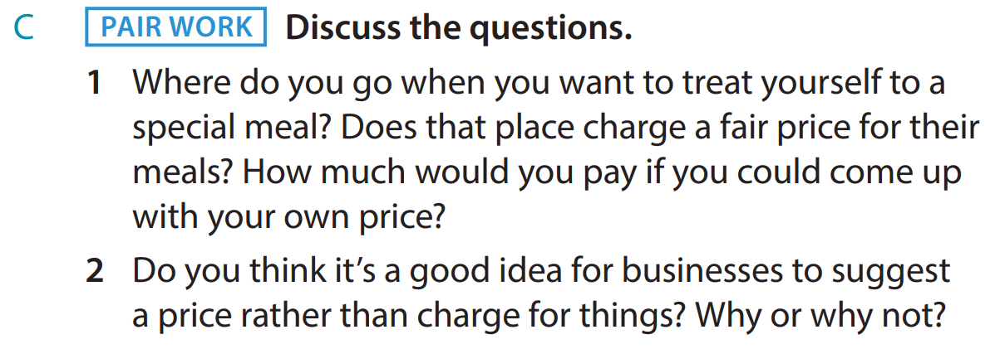 C PAIR WORK Discuss the questions.
1 Where do you go when you want to treat yourself to a
special meal? Does that place charge a fair price for their
meals? How much would you pay if you could come up
with your own price?
2 Do you think it’s a good idea for businesses to suggest
a price rather than charge for things? Why or why not?